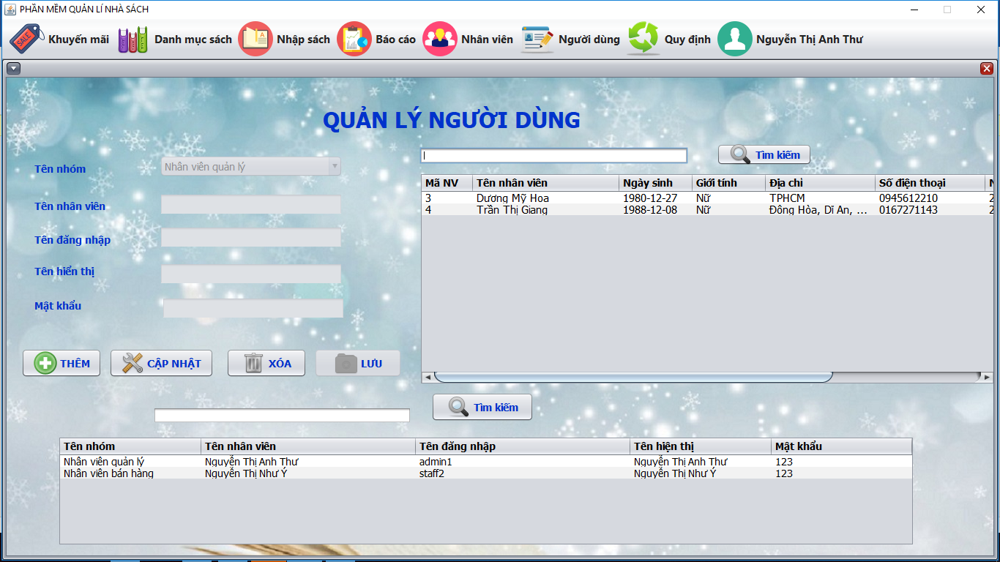 PHẦN MỀM QUẢN LÍ NHÀ SÁCH
SALE Khuyến mãi Danh mục sách Nhập sách Báo cáo Nhân viên Người dùng Quy định Nguyễn Thị Anh Thư
QUẢN LÝ NGƯỜI DÙNG
Tìm kiếm
Tên nhóm Nhân viên quản lý
Tên nhân viên
Tên đăng nhập
Tên hiển thị
Mật khẩu
Mã NV Tên nhân viên Ngày sinh Giới tính Địa chỉ Số điện thoại N
3 Dương Mỹ Hoa 1980-12-27 Nữ TPHCM 0945612210 2
4 Trần Thị Giang 1988-12-08 Nữ Đông Hòa, Dĩ An, ... 0167271143 2
THÊM CẬP NHẬT XÓA LƯU
Tìm kiếm
Tên nhóm Tên nhân viên Tên đăng nhập Tên hiện thị Mật khẩu
Nhân viên quản lý Nguyễn Thị Anh Thư admin1 Nguyễn Thị Anh Thư 123
Nhân viên bán hàng Nguyễn Thị Như Ý staff2 Nguyễn Thị Như Ý 123